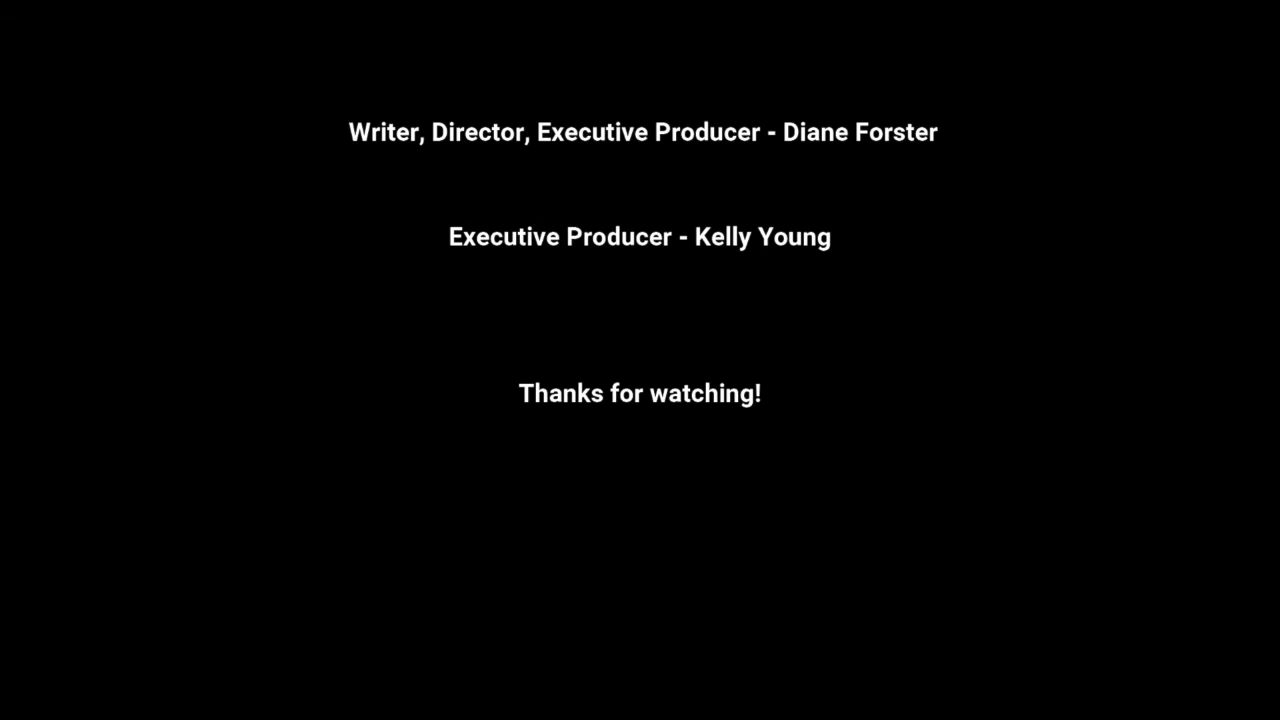 Writer, Director, Executive Producer - Diane Forster
Executive Producer - Kelly Young
Thanks for watching!